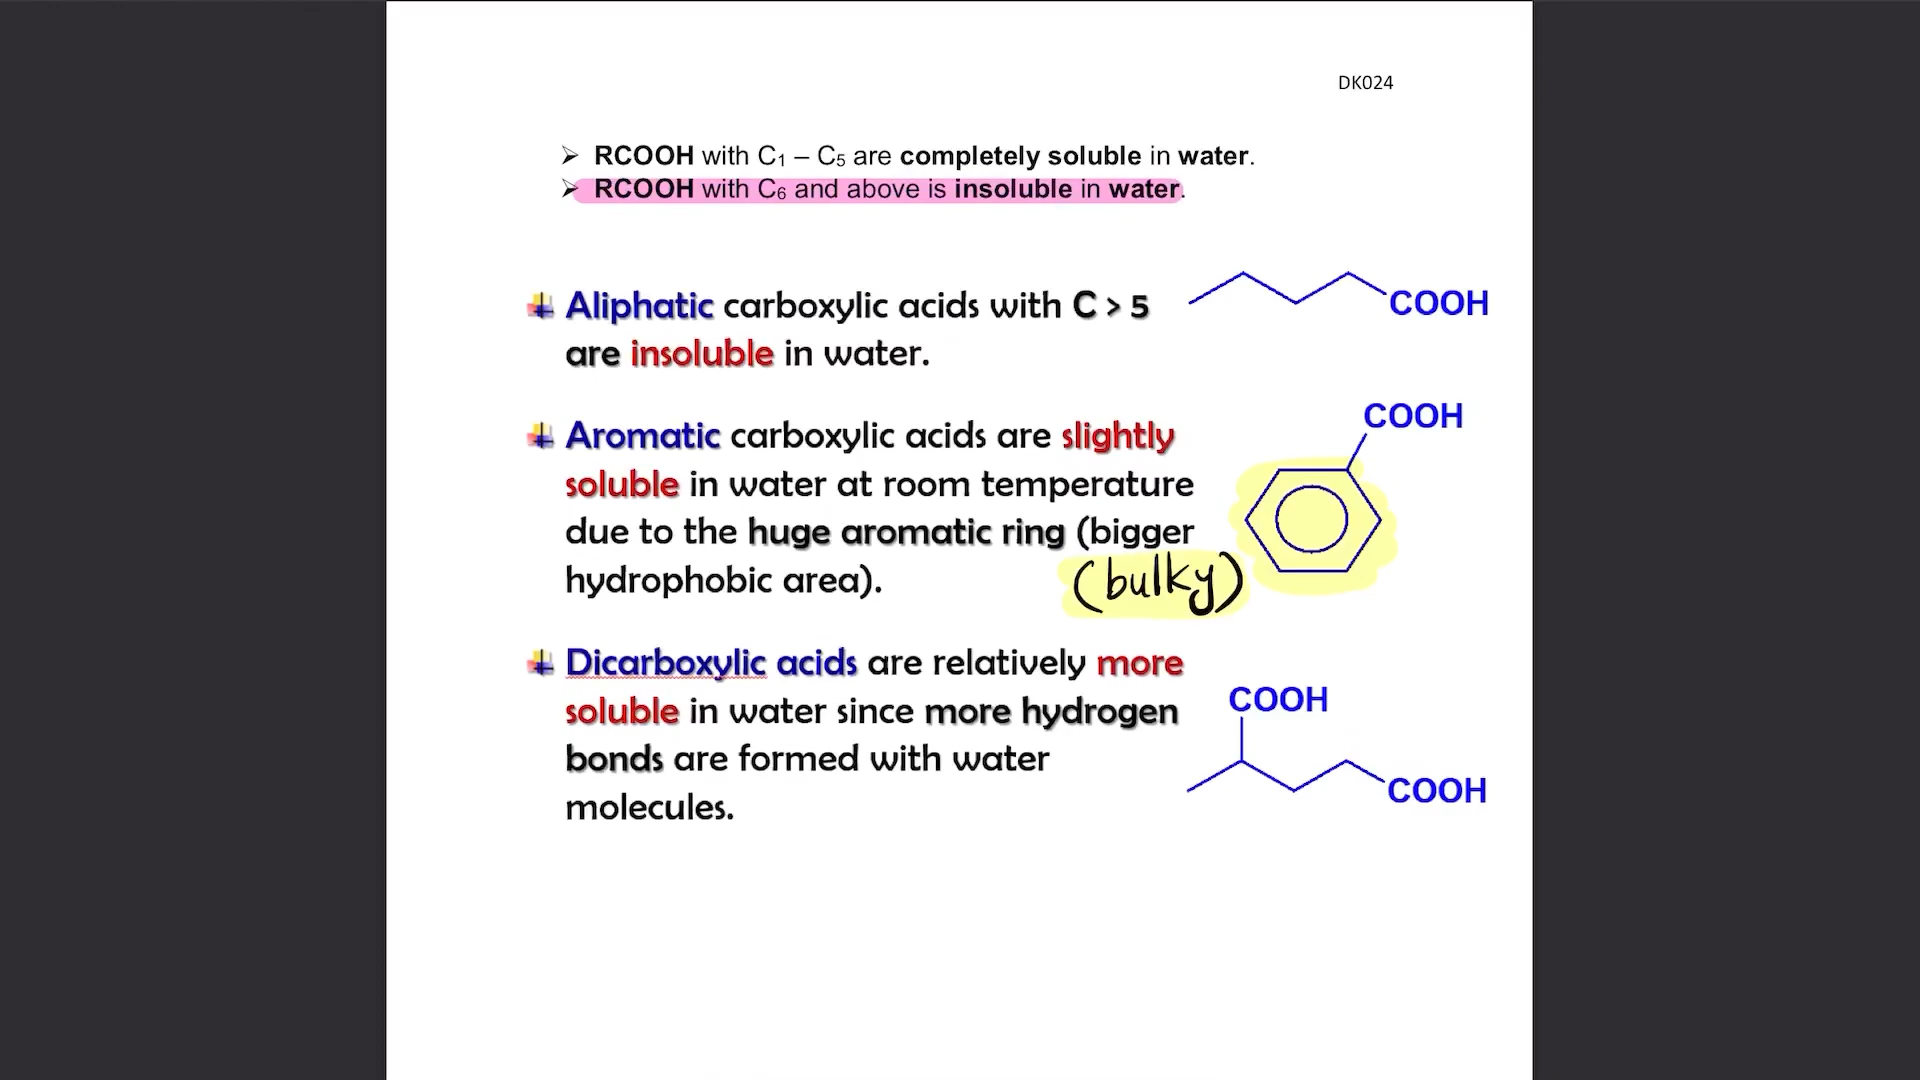 DK024
➢ RCOOH with C₁ – C₅ are completely soluble in water.
➢ RCOOH with C₆ and above is insoluble in water.
Aliphatic carboxylic acids with C > 5
COOH
are insoluble in water.
COOH
Aromatic carboxylic acids are slightly
soluble in water at room temperature
due to the huge aromatic ring (bigger
hydrophobic area).
(bulky)
Dicarboxylic acids are relatively more
COOH
soluble in water since more hydrogen
bonds are formed with water
COOH
molecules.